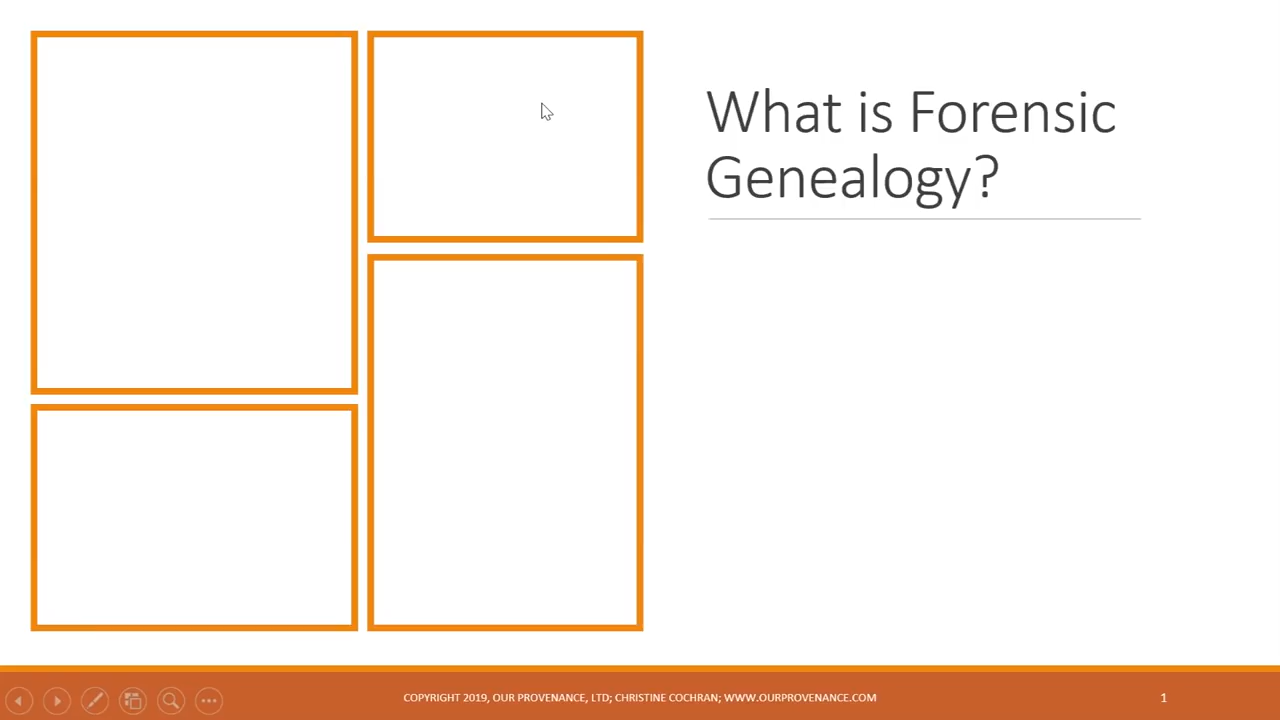 What is Forensic
Genealogy?
COPYRIGHT 2019, OUR PROVENANCE, LTD; CHRISTINE COCHRAN; WWW.OURPROVENANCE.COM
1